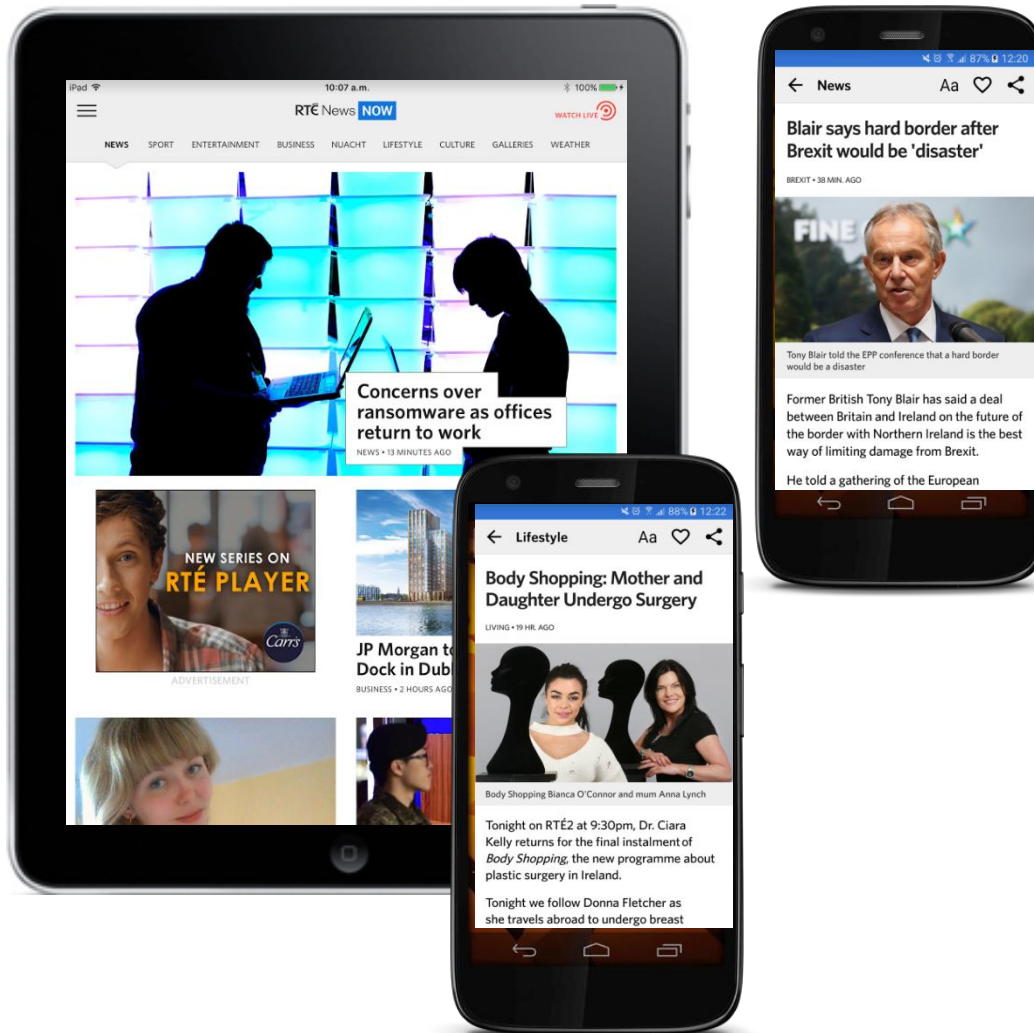 iPad
10:07 a.m.
100%
RTÉ News NOW
WATCH LIVE
NEWS SPORT ENTERTAINMENT BUSINESS NUACHT LIFESTYLE CULTURE GALLERIES WEATHER
Concerns over
ransomware as offices
return to work
NEWS • 13 MINUTES AGO
NEW SERIES ON
RTÉ PLAYER
Carr's
ADVERTISEMENT
JP Morgan to
Dock in Dubl
BUSINESS • 2 HOURS AGO
88% 12:22
Lifestyle Aa
Body Shopping: Mother and
Daughter Undergo Surgery
LIVING • 19 HR. AGO
Body Shopping Bianca O'Connor and mum Anna Lynch
Tonight on RTÉ2 at 9:30pm, Dr. Ciara
Kelly returns for the final instalment of
Body Shopping, the new programme about
plastic surgery in Ireland.
Tonight we follow Donna Fletcher as
she travels abroad to undergo breast
87% 12:20
News Aa
Blair says hard border after
Brexit would be 'disaster'
BREXIT • 38 MIN. AGO
FINE
Tony Blair told the EPP conference that a hard border
would be a disaster
Former British Tony Blair has said a deal
between Britain and Ireland on the future of
the border with Northern Ireland is the best
way of limiting damage from Brexit.
He told a gathering of the European